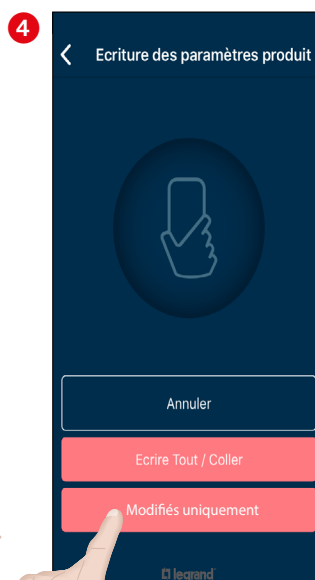 4
Ecriture des paramètres produit
Annuler
Ecrire Tout / Coller
Modifiés uniquement
legrand